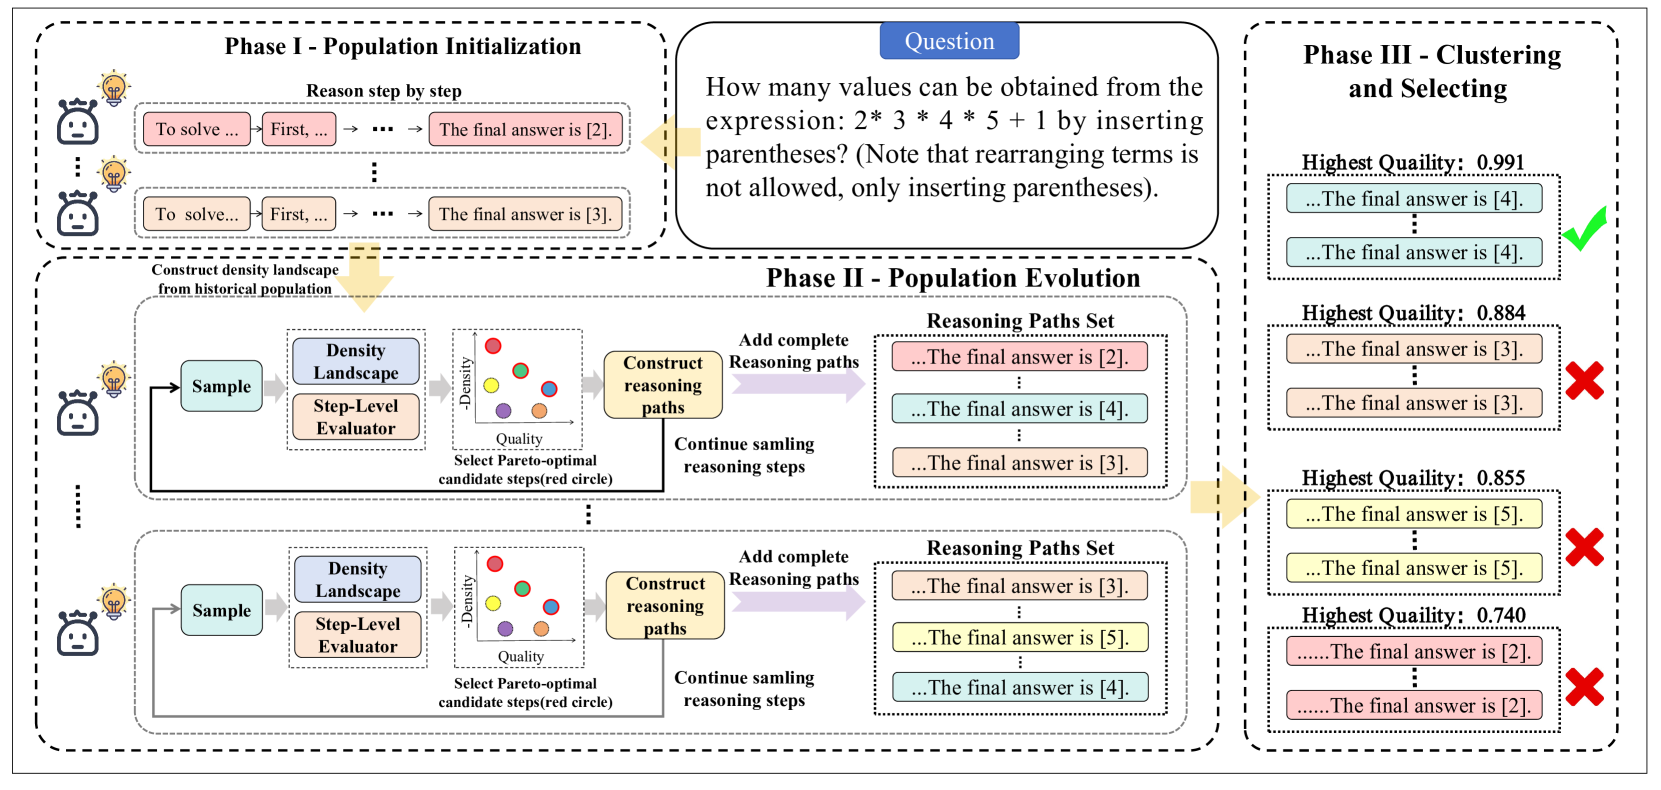 Phase I - Population Initialization
Reason step by step
To solve ...
First, ...
...
The final answer is [2].
To  solve...
First, ...
...
The final answer is [3].
Question
How many values can be obtained from the
expression: 2* 3 * 4 * 5 + 1 by inserting
parentheses? (Note that rearranging terms is
not allowed, only inserting parentheses).
Construct density landscape
from historical population
Phase II - Population Evolution
Sample
Density
Landscape
Step-Level
Evaluator
-Density
Quality
Select Pareto-optimal
candidate steps(red circle)
Construct
reasoning
paths
Add complete
Reasoning paths
Continue samling
reasoning steps
Reasoning Paths Set
...The final answer is [2].
...The final answer is [4].
...The final answer is [3].
Sample
Density
Landscape
Step-Level
Evaluator
-Density
Quality
Select Pareto-optimal
candidate steps(red circle)
Construct
reasoning
paths
Add complete
Reasoning paths
Continue samling
reasoning steps
Reasoning Paths Set
...The final answer is [3].
...The final answer is [5].
...The final answer is [4].
Phase III - Clustering
and Selecting
Highest Quaility: 0.991
...The final answer is [4].
...The final answer is [4].
Highest Quaility: 0.884
...The final answer is [3].
...The final answer is [3].
Highest Quaility: 0.855
...The final answer is [5].
...The final answer is [5].
Highest Quaility: 0.740
......The final answer is [2].
......The final answer is [2].